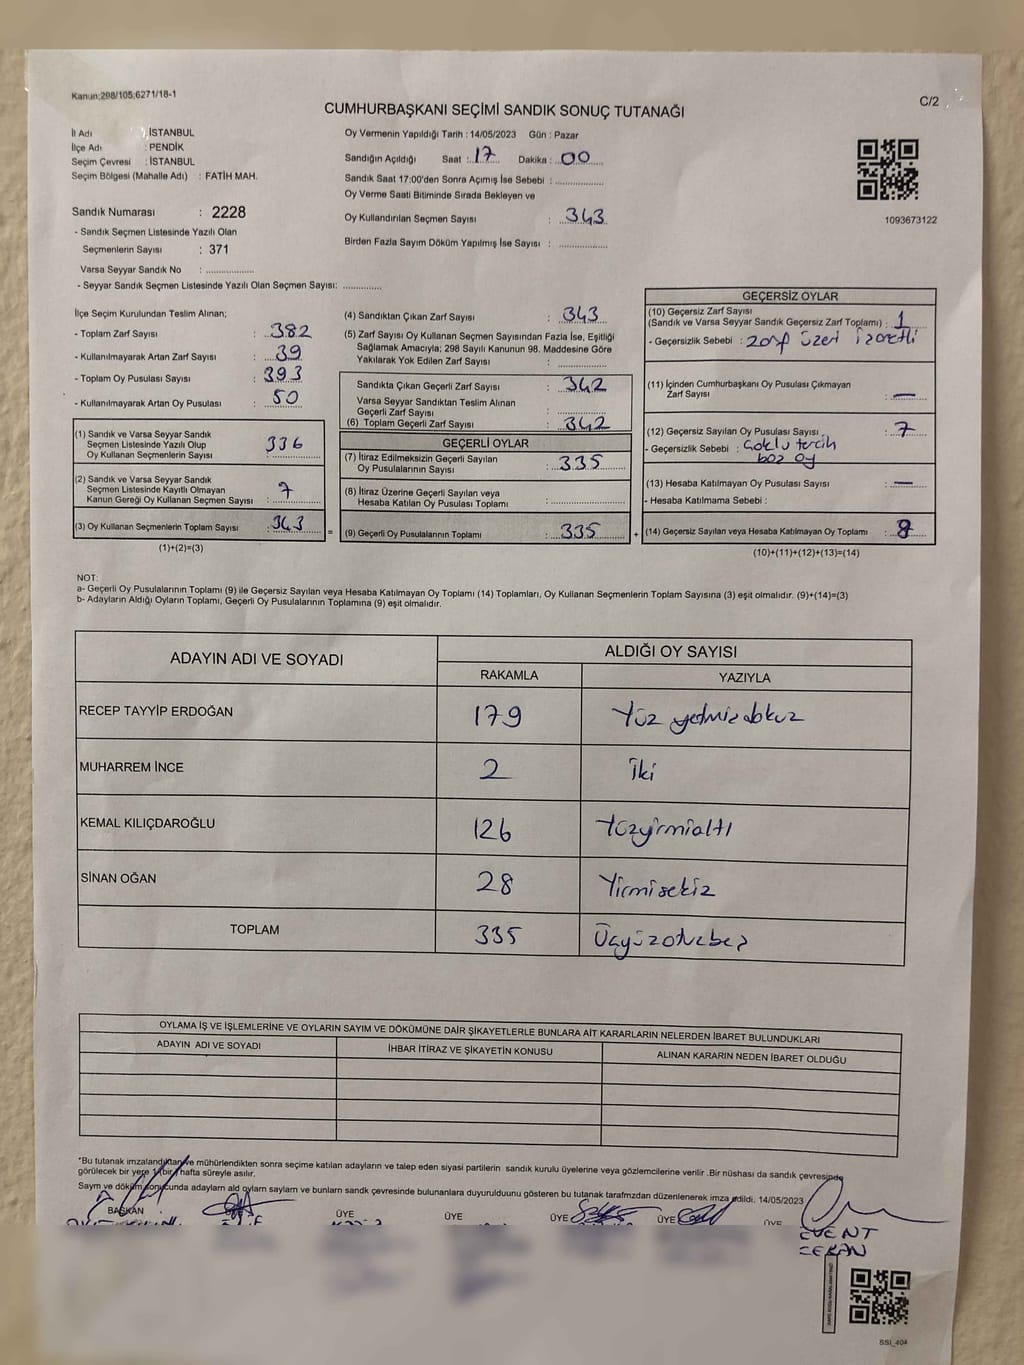 Kanun;298/105;6271/18-1
C/2
CUMHURBAŞKANI SEÇİMİ SANDIK SONUÇ TUTANAĞI
İl Adı : İSTANBUL
İlçe Adı : PENDİK
Seçim Çevresi : İSTANBUL
Seçim Bölgesi (Mahalle Adı) : FATİH MAH.
Sandık Numarası : 2228
- Sandık Seçmen Listesinde Yazılı Olan
Seçmenlerin Sayısı : 371
Varsa Seyyar Sandık No : ................
- Seyyar Sandık Seçmen Listesinde Yazılı Olan Seçmen Sayısı: .............
Oy Vermenin Yapıldığı Tarih : 14/05/2023 Gün : Pazar
Sandığın Açıldığı Saat : 17 Dakika : 00
Sandık Saat 17:00'den Sonra Açımış İse Sebebi : ................
Oy Verme Saati Bitiminde Sırada Bekleyen ve
Oy Kullandırılan Seçmen Sayısı : 343
Birden Fazla Sayım Döküm Yapılmış İse Sayısı : ................
1093673122
İlçe Seçim Kurulundan Teslim Alınan;
- Toplam Zarf Sayısı : 382
- Kullanılmayarak Artan Zarf Sayısı : 39
- Toplam Oy Pusulası Sayısı : 393
- Kullanılmayarak Artan Oy Pusulası : 50
(1) Sandık ve Varsa Seyyar Sandık
Seçmen Listesinde Yazılı Olup
Oy Kullanan Seçmenlerin Sayısı : 336
(2) Sandık ve Varsa Seyyar Sandık
Seçmen Listesinde Kayıtlı Olmayan
Kanun Gereği Oy Kullanan Seçmen Sayısı : 7
(3) Oy Kullanan Seçmenlerin Toplam Sayısı : 343 =
(1)+(2)=(3)
(4) Sandıktan Çıkan Zarf Sayısı : 343
(5) Zarf Sayısı Oy Kullanan Seçmen Sayısından Fazla İse, Eşitliği
Sağlamak Amacıyla; 298 Sayılı Kanunun 98. Maddesine Göre
Yakılarak Yok Edilen Zarf Sayısı : ................
Sandıkta Çıkan Geçerli Zarf Sayısı : 342
Varsa Seyyar Sandıktan Teslim Alınan
Geçerli Zarf Sayısı : ................
(6) Toplam Geçerli Zarf Sayısı : 342
GEÇERLİ OYLAR
(7) İtiraz Edilmeksizin Geçerli Sayılan
Oy Pusulalarının Sayısı : 335
(8) İtiraz Üzerine Geçerli Sayılan veya
Hesaba Katılan Oy Pusulaları Toplamı : ................
(9) Geçerli Oy Pusulalarının Toplamı : 335 +
GEÇERSİZ OYLAR
(10) Geçersiz Zarf Sayısı
(Sandık ve Varsa Seyyar Sandık Geçersiz Zarf Toplamı) : 1
- Geçersizlik Sebebi : zarf üzeri işaretli
(11) İçinden Cumhurbaşkanı Oy Pusulası Çıkmayan
Zarf Sayısı : —
(12) Geçersiz Sayılan Oy Pusulası Sayısı : 7
- Geçersizlik Sebebi : Çoklu tercih
boz oy
(13) Hesaba Katılmayan Oy Pusulası Sayısı : —
- Hesaba Katılmama Sebebi :
(14) Geçersiz Sayılan veya Hesaba Katılmayan Oy Toplamı : 8
(10)+(11)+(12)+(13)=(14)
NOT:
a- Geçerli Oy Pusulalarının Toplamı (9) ile Geçersiz Sayılan veya Hesaba Katılmayan Oy Toplamı (14) Toplamları, Oy Kullanan Seçmenlerin Toplam Sayısına (3) eşit olmalıdır. (9)+(14)=(3)
b- Adayların Aldığı Oyların Toplamı, Geçerli Oy Pusulalarının Toplamına (9) eşit olmalıdır.
ADAYIN ADI VE SOYADI ALDIĞI OY SAYISI
RAKAMLA YAZIYLA
RECEP TAYYİP ERDOĞAN 179 Yüz yetmişdokuz
MUHARREM İNCE 2 İki
KEMAL KILIÇDAROĞLU 126 Yüzyirmialtı
SİNAN OĞAN 28 Yirmisekiz
TOPLAM 335 Üçyüzotuzbeş
OYLAMA İŞ VE İŞLEMLERİNE VE OYLARIN SAYIM VE DÖKÜMÜNE DAİR ŞİKAYETLERLE BUNLARA AİT KARARLARIN NELERDEN İBARET BULUNDUKLARI
ADAYIN ADI VE SOYADI İHBAR İTİRAZ VE ŞİKAYETİN KONUSU ALINAN KARARIN NEDEN İBARET OLDUĞU
*Bu tutanak imzalandıktan ve mühürlendikten sonra seçime katılan adayların ve talep eden siyasi partilerin sandık kurulu üyelerine veya gözlemcilerine verilir .Bir nüshası da sandık çevresinde
görülecek bir yere 1 bir hafta süreyle asılır.
Sayım ve döküm sonucunda adayların ald oyların sayların bunların sandk çevresinde bulunanlara duyurulduunu gösteren bu tutanak tarafmzdan düzenlenerek imza edildi. 14/05/2023
BAŞKAN ÜYE ÜYE ÜYE ÜYE ÜYE
EVENT
SSİ_404